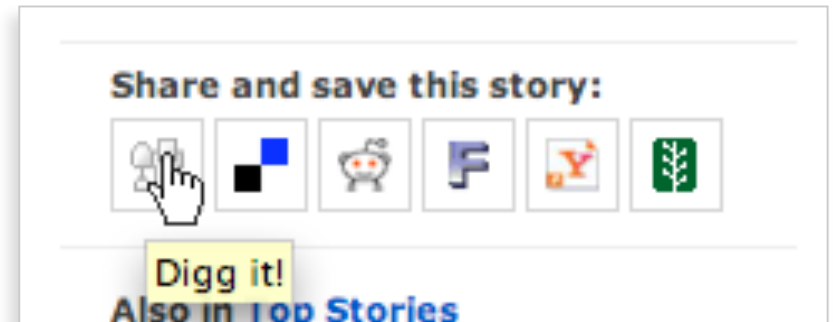 Share and save this story:
F Y
Digg it!
Also in Top Stories